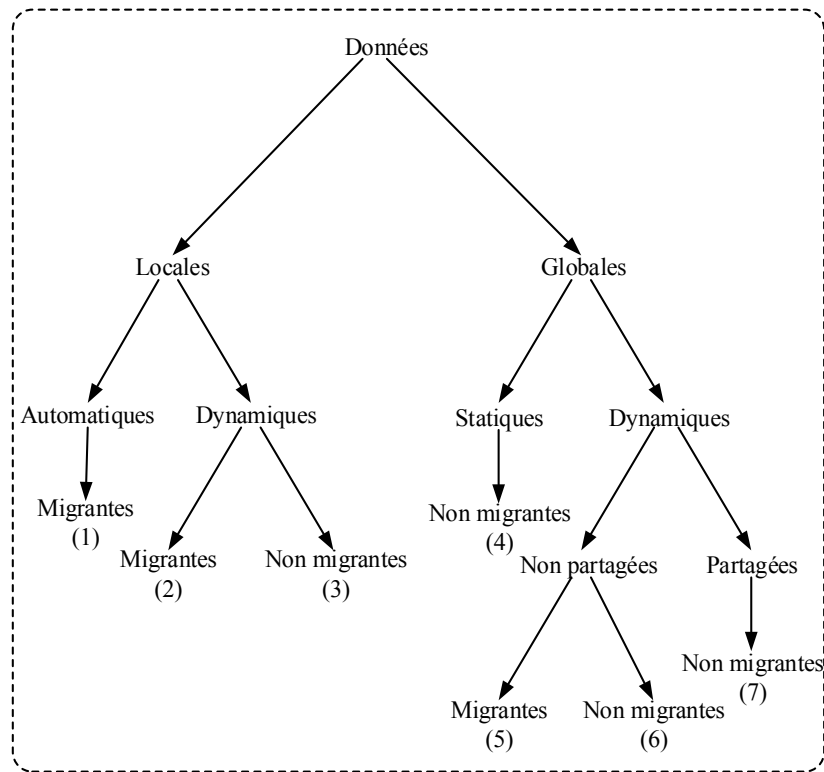 Données
Locales
Globales
Automatiques
Dynamiques
Statiques
Dynamiques
Migrantes
(1)
Migrantes
(2)
Non migrantes
(3)
Non migrantes
(4)
Non partagées
Partagées
Migrantes
(5)
Non migrantes
(6)
Non migrantes
(7)